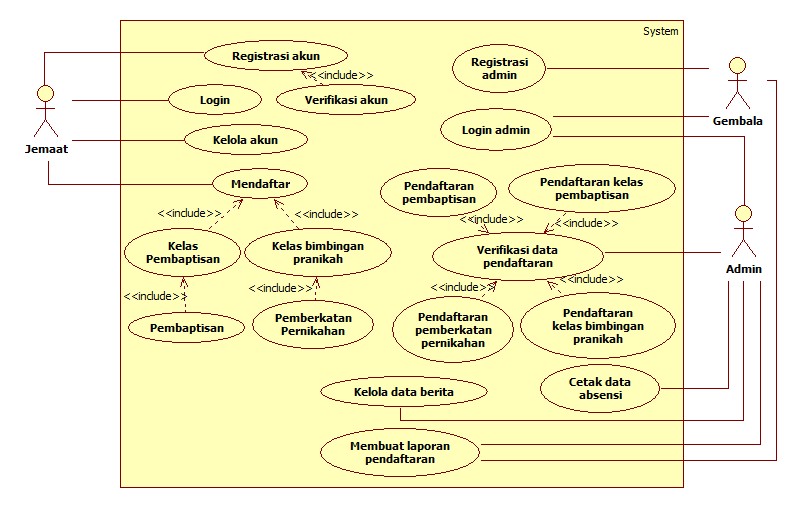 System
Registrasi akun
<<include>>
Verifikasi akun
Login
Kelola akun
Jemaat
Mendaftar
<<include>>
<<include>>
Kelas
Pembaptisan
Kelas bimbingan
pranikah
<<include>>
<<include>>
Pembaptisan
Pemberkatan
Pernikahan
Registrasi
admin
Login admin
Gembala
Pendaftaran
pembaptisan
Pendaftaran kelas
pembaptisan
<<include>>
<<include>>
Verifikasi data
pendaftaran
Admin
<<include>>
<<include>>
Pendaftaran
pemberkatan
pernikahan
Pendaftaran
kelas bimbingan
pranikah
Kelola data berita
Cetak data
absensi
Membuat laporan
pendaftaran